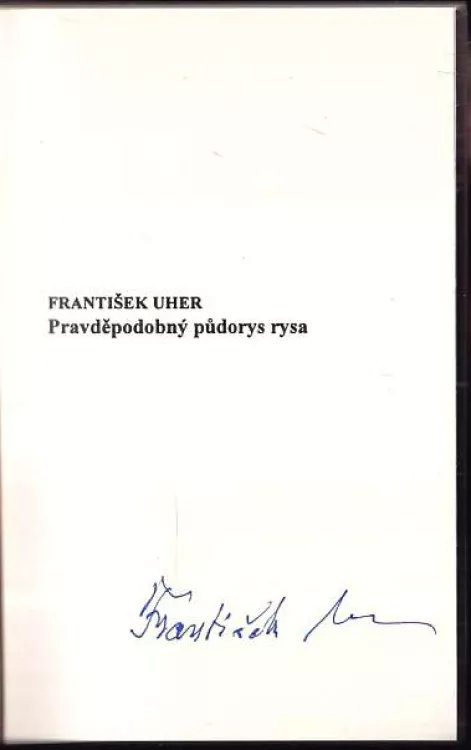 FRANTIŠEK UHER
Pravděpodobný půdorys rysa
František